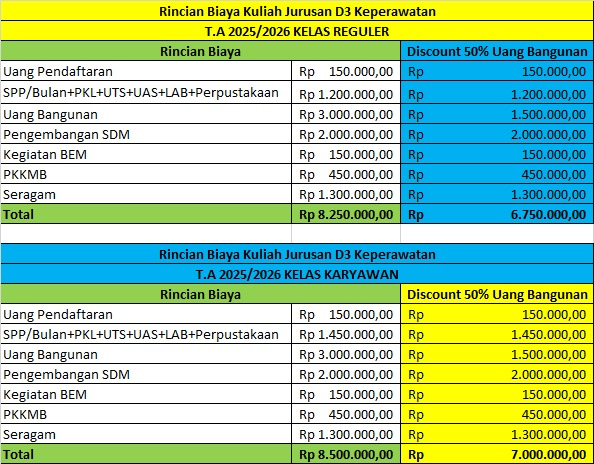 Rincian Biaya Kuliah Jurusan D3 Keperawatan
T.A 2025/2026 KELAS REGULER
Rincian Biaya Discount 50% Uang Bangunan
Uang Pendaftaran Rp 150.000,00 Rp 150.000,00
SPP/Bulan+PKL+UTS+UAS+LAB+Perpustakaan Rp 1.200.000,00 Rp 1.200.000,00
Uang Bangunan Rp 3.000.000,00 Rp 1.500.000,00
Pengembangan SDM Rp 2.000.000,00 Rp 2.000.000,00
Kegiatan BEM Rp 150.000,00 Rp 150.000,00
PKKMB Rp 450.000,00 Rp 450.000,00
Seragam Rp 1.300.000,00 Rp 1.300.000,00
Total Rp 8.250.000,00 Rp 6.750.000,00
Rincian Biaya Kuliah Jurusan D3 Keperawatan
T.A 2025/2026 KELAS KARYAWAN
Rincian Biaya Discount 50% Uang Bangunan
Uang Pendaftaran Rp 150.000,00 Rp 150.000,00
SPP/Bulan+PKL+UTS+UAS+LAB+Perpustakaan Rp 1.450.000,00 Rp 1.450.000,00
Uang Bangunan Rp 3.000.000,00 Rp 1.500.000,00
Pengembangan SDM Rp 2.000.000,00 Rp 2.000.000,00
Kegiatan BEM Rp 150.000,00 Rp 150.000,00
PKKMB Rp 450.000,00 Rp 450.000,00
Seragam Rp 1.300.000,00 Rp 1.300.000,00
Total Rp 8.500.000,00 Rp 7.000.000,00